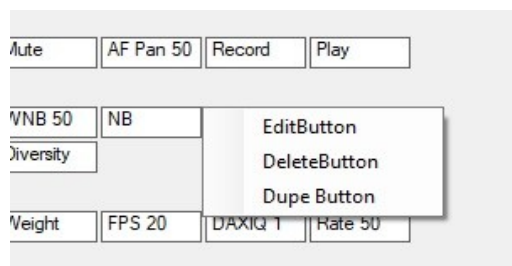 Mute AF Pan 50 Record Play
WNB 50 NB
EditButton
Diversity
DeleteButton
Dupe Button
Weight FPS 20 DAXIQ 1 Rate 50